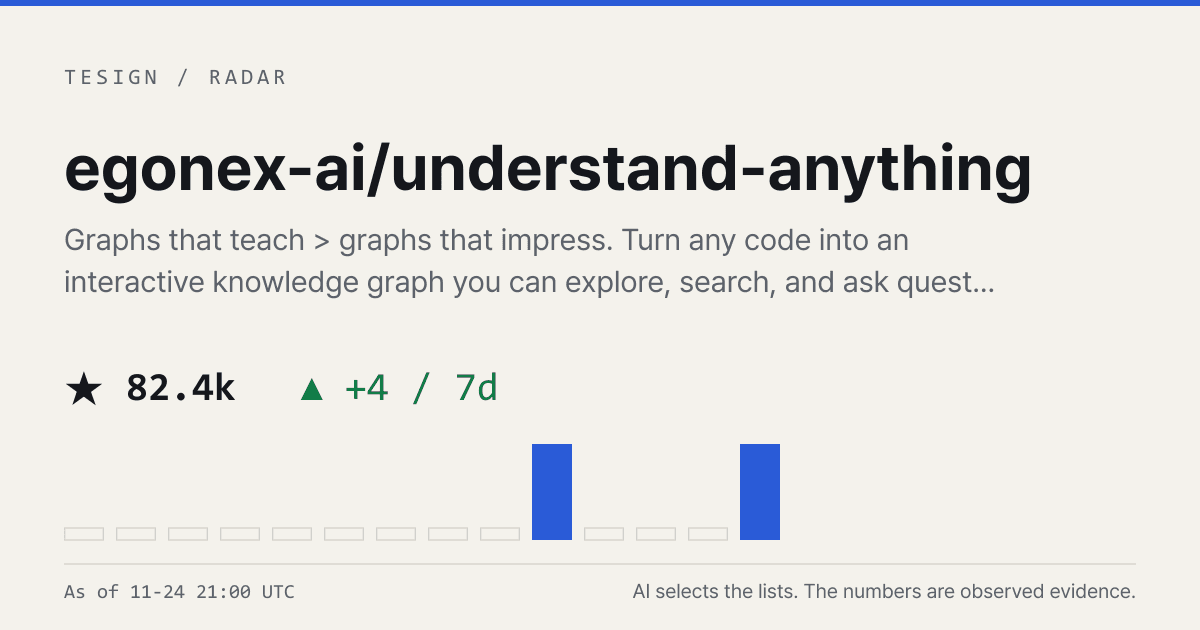 TESIGN / RADAR
egonex-ai/understand-anything
Graphs that teach > graphs that impress. Turn any code into an
interactive knowledge graph you can explore, search, and ask quest...
★ 82.4k ▲ +4 / 7d
As of 11-24 21:00 UTC
AI selects the lists. The numbers are observed evidence.